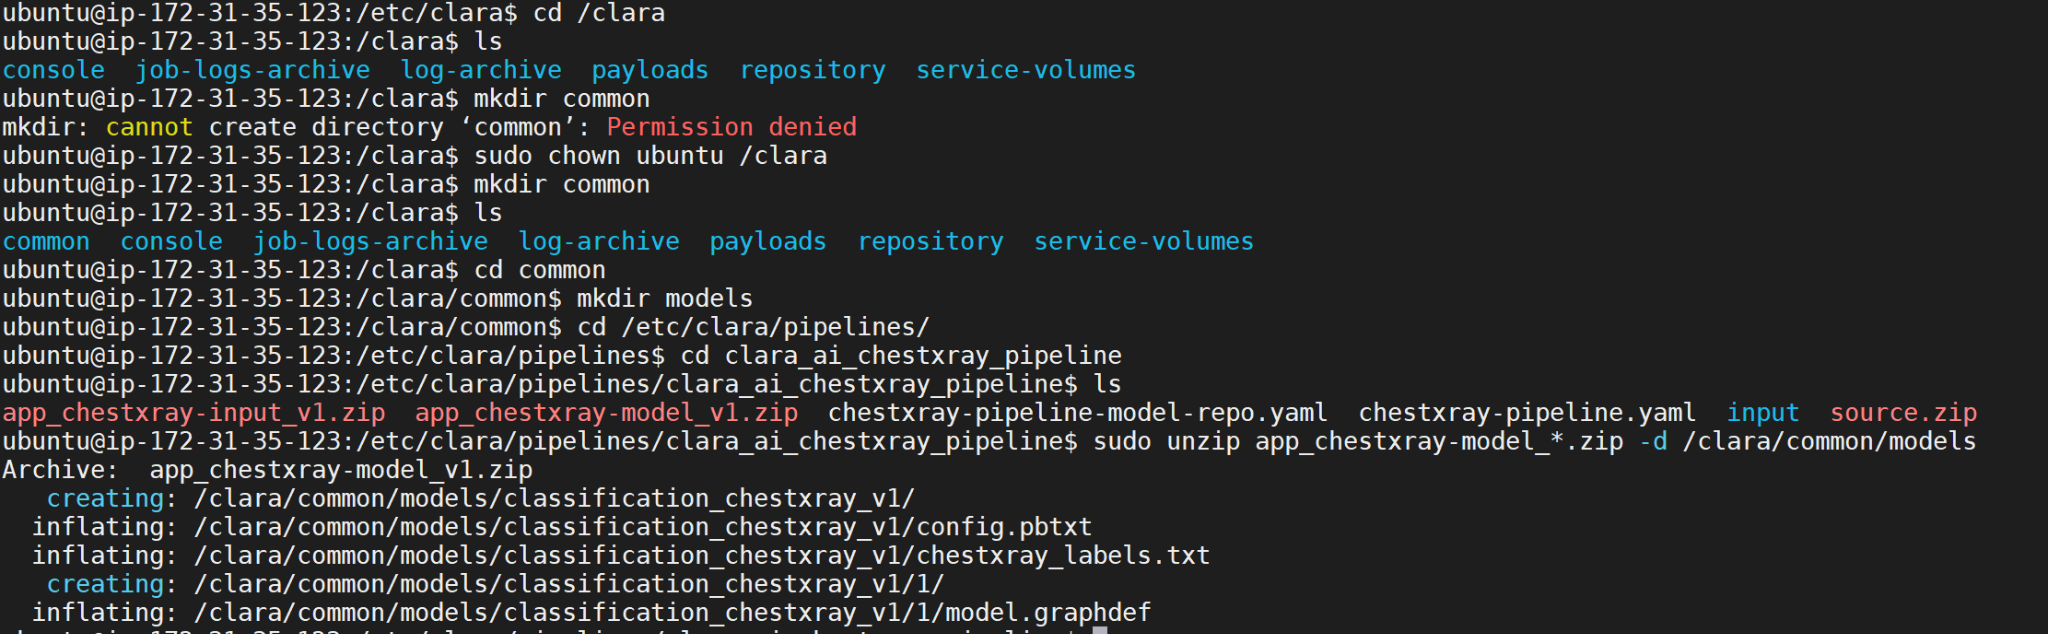 ubuntu@ip-172-31-35-123:/etc/clara$ cd /clara
ubuntu@ip-172-31-35-123:/clara$ ls
console  job-logs-archive  log-archive  payloads  repository  service-volumes
ubuntu@ip-172-31-35-123:/clara$ mkdir common
mkdir: cannot create directory ‘common’: Permission denied
ubuntu@ip-172-31-35-123:/clara$ sudo chown ubuntu /clara
ubuntu@ip-172-31-35-123:/clara$ mkdir common
ubuntu@ip-172-31-35-123:/clara$ ls
common  console  job-logs-archive  log-archive  payloads  repository  service-volumes
ubuntu@ip-172-31-35-123:/clara$ cd common
ubuntu@ip-172-31-35-123:/clara/common$ mkdir models
ubuntu@ip-172-31-35-123:/clara/common$ cd /etc/clara/pipelines/
ubuntu@ip-172-31-35-123:/etc/clara/pipelines$ cd clara_ai_chestxray_pipeline
ubuntu@ip-172-31-35-123:/etc/clara/pipelines/clara_ai_chestxray_pipeline$ ls
app_chestxray-input_v1.zip  app_chestxray-model_v1.zip  chestxray-pipeline-model-repo.yaml  chestxray-pipeline.yaml  input  source.zip
ubuntu@ip-172-31-35-123:/etc/clara/pipelines/clara_ai_chestxray_pipeline$ sudo unzip app_chestxray-model_*.zip -d /clara/common/models
Archive:  app_chestxray-model_v1.zip
   creating: /clara/common/models/classification_chestxray_v1/
  inflating: /clara/common/models/classification_chestxray_v1/config.pbtxt
  inflating: /clara/common/models/classification_chestxray_v1/chestxray_labels.txt
   creating: /clara/common/models/classification_chestxray_v1/1/
  inflating: /clara/common/models/classification_chestxray_v1/1/model.graphdef